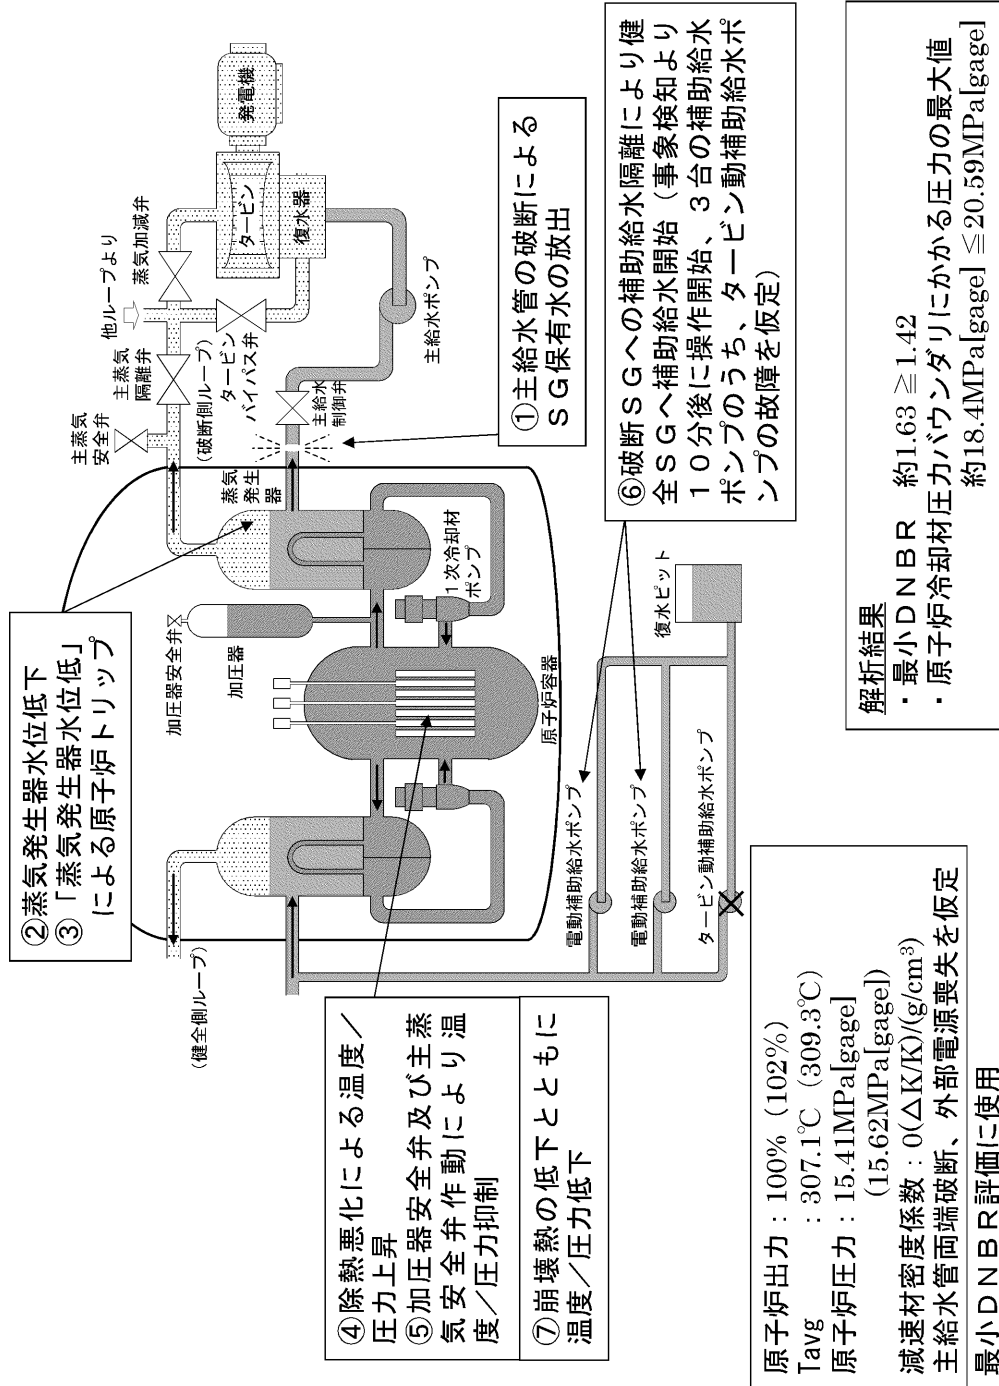 ②蒸気発生器水位低下
③「蒸気発生器水位低」
による原子炉トリップ
(健全側ループ)
加圧器安全弁
加圧器
原子炉容器
1次冷却材
ポンプ
蒸気
発生
器
主蒸気
安全弁
主蒸気
隔離弁
(破断側ループ)
他ループより
蒸気加減弁
タービン
バイパス弁
タービン
発電機
復水器
主給水ポンプ
主給水
制御弁
①主給水管の破断による
SG保有水の放出
④除熱悪化による温度/
圧力上昇
⑤加圧器安全弁及び主蒸
気安全弁作動により温
度/圧力抑制
⑦崩壊熱の低下とともに
温度/圧力低下
電動補助給水ポンプ
電動補助給水ポンプ
タービン動補助給水ポンプ
復水ピット
⑥破断SGへの補助給水隔離により健
全SGへ補助給水開始(事象検知より
10分後に操作開始、3台の補助給水
ポンプのうち、タービン動補助給水ポ
ンプの故障を仮定)
原子炉出力:100%(102%)
Tavg :307.1℃(309.3℃)
原子炉圧力:15.41MPa[gage]
(15.62MPa[gage])
減速材密度係数:0(△K/K)/(g/cm³)
主給水管両端破断、外部電源喪失を仮定
最小DNBR評価に使用
解析結果
・最小DNBR 約1.63≧1.42
・原子炉冷却材圧力バウンダリにかかる圧力の最大値
約18.4MPa[gage]≦20.59MPa[gage]